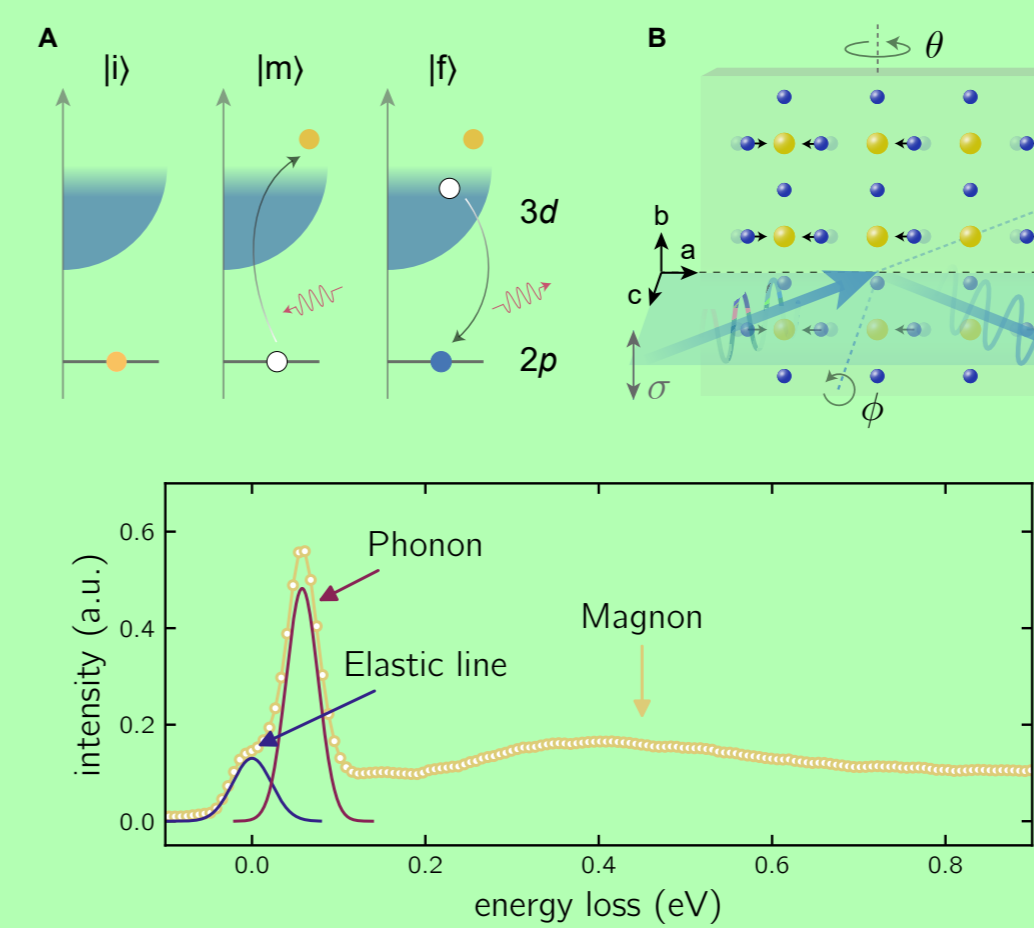 A
|i⟩
|m⟩
|f⟩
3d
2p
B
θ
b
a
c
σ
ϕ
0.6
0.4
0.2
0.0
intensity (a.u.)
Phonon
Elastic line
Magnon
0.0 0.2 0.4 0.6 0.8
energy loss (eV)